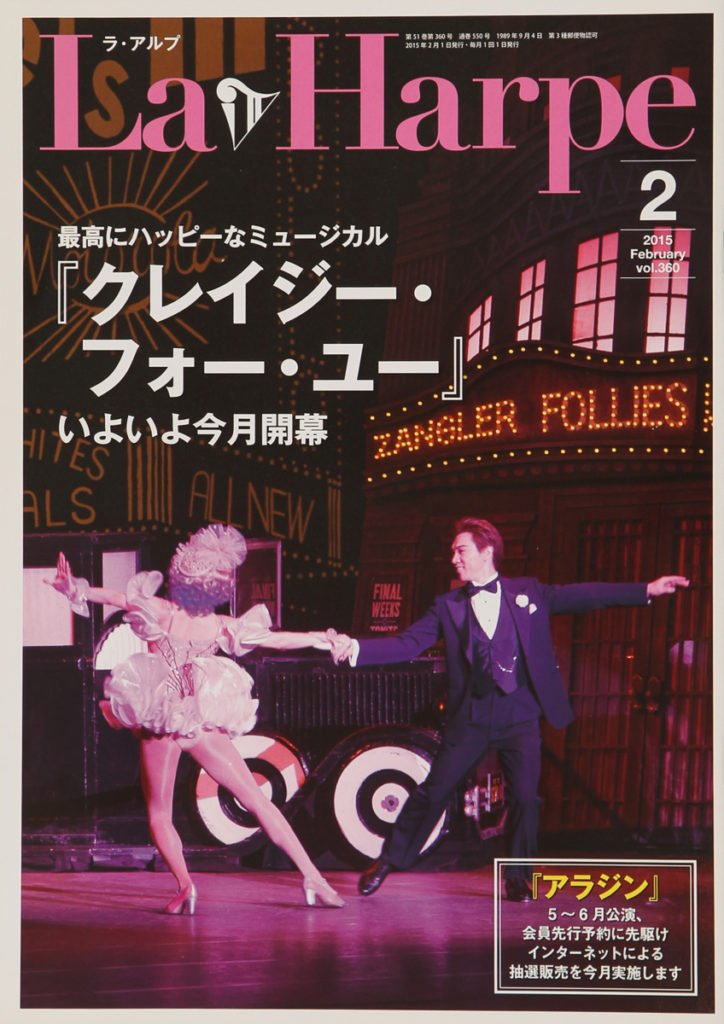 ラ・アルプ
第51巻第360号 通巻550号 1989年9月4日 第3種郵便物認可
2015年2月1日発行・毎月1回1日発行
La Harpe
2
2015
February
vol.360
最高にハッピーなミュージカル
『クレイジー・
フォー・ユー』
いよいよ今月開幕
ZANGLER FOLLIES
HITES
ALS
ALL NEW
FINAL
WEEKS
TONITE
『アラジン』
5〜6月公演、
会員先行予約に先駆け
インターネットによる
抽選販売を今月実施します